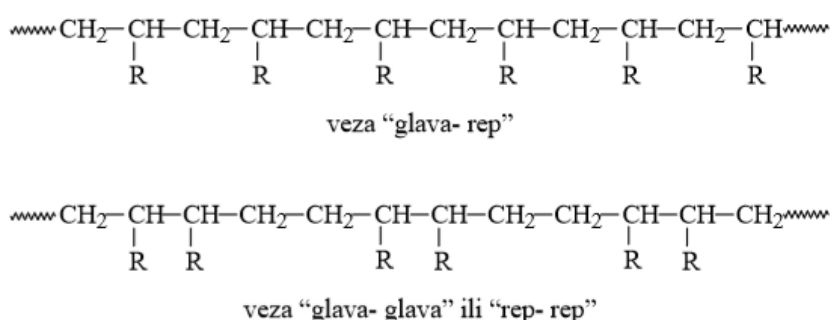 CH₂–CH–CH₂–CH–CH₂–CH–CH₂–CH–CH₂–CH–CH₂–CH
R R R R R R
veza “glava- rep”
CH₂–CH–CH–CH₂–CH₂–CH–CH–CH₂–CH₂–CH–CH–CH₂
R R R R R R
veza “glava- glava” ili “rep- rep”